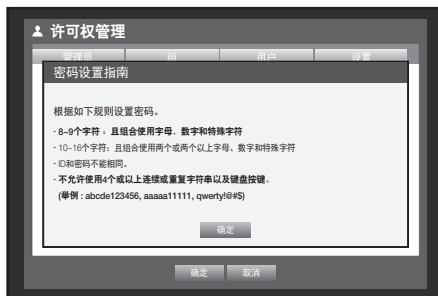 许可权管理
管理员 组 用户 设置
密码设置指南
根据如下规则设置密码。
· 8~9个字符 : 且组合使用字母、数字和特殊字符
· 10~16个字符: 且组合使用两个或两个以上字母、数字和特殊字符
· ID和密码不能相同。
· 不允许使用4个或以上连续或重复字符串以及键盘按键。
(举例 : abcde123456, aaaaa11111, qwerty!@#$)
确定
确定 取消